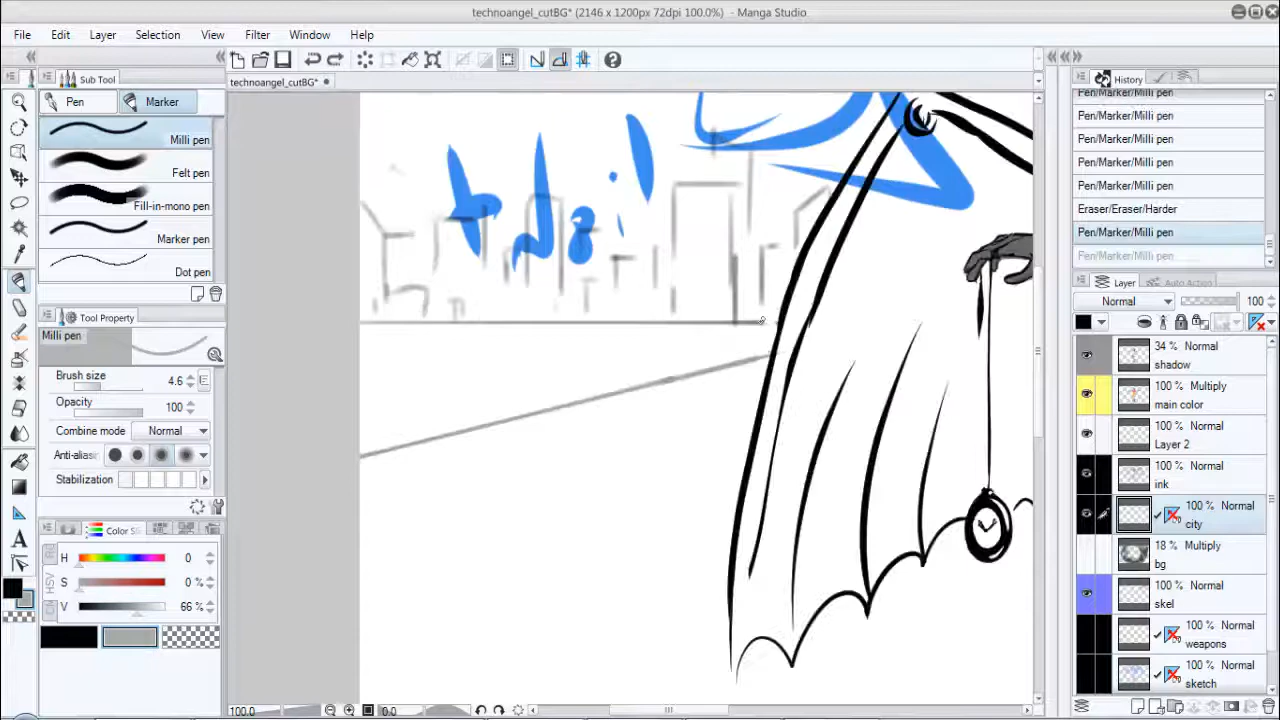 technoangel_cutBG* (2146 x 1200px 72dpi 100.0%) - Manga Studio
File Edit Layer Selection View Filter Window Help
technoangel_cutBG*
Sub Tool
Pen Marker
Milli pen
Felt pen
Fill-in-mono pen
Marker pen
Dot pen
Tool Property
Milli pen
Brush size 4.6
Opacity 100
Combine mode Normal
Anti-aliasi
Stabilization
Color S
H 0
S 0 %
V 66 %
HSV
100.0 0.0
History
Pen/Marker/Milli pen
Pen/Marker/Milli pen
Pen/Marker/Milli pen
Pen/Marker/Milli pen
Pen/Marker/Milli pen
Eraser/Eraser/Harder
Pen/Marker/Milli pen
Pen/Marker/Milli pen
Layer Auto Action
Normal 100
34 % Normal
shadow
100 % Multiply
main color
100 % Normal
Layer 2
100 % Normal
ink
100 % Normal
city
18 % Multiply
bg
100 % Normal
skel
100 % Normal
weapons
100 % Normal
sketch